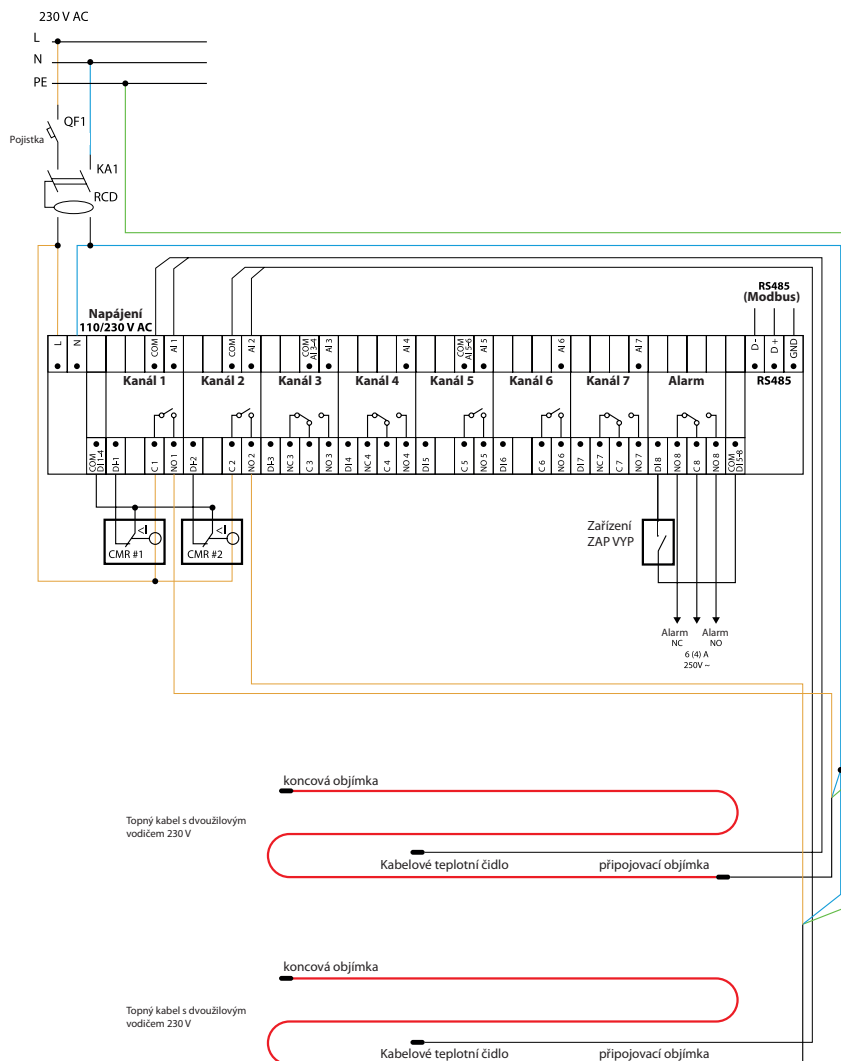 230 V AC
L
N
PE
QF1
Pojistka
KA1
RCD
RS485
(Modbus)
Napájení
110/230 V AC
L
N
COM
AI 1
COM
AI 2
COM
AI 3-4
AI 3
AI 4
COM
AI 5-6
AI 5
AI 6
AI 7
D -
D +
GND
Kanál 1
Kanál 2
Kanál 3
Kanál 4
Kanál 5
Kanál 6
Kanál 7
Alarm
RS485
COM
DI 1-4
DI-1
C 1
NO 1
DI-2
C 2
NO 2
DI-3
NC 3
C 3
NO 3
DI 4
NC 4
C 4
NO 4
DI 5
C 5
NO 5
DI 6
C 6
NO 6
DI 7
NC 7
C 7
NO 7
DI 8
NO 8
C 8
NO 8
COM
DI 5-8
<I
CMR #1
<I
CMR #2
Zařízení
ZAP VYP
Alarm
NC
Alarm
NO
6 (4) A
250V ~
koncová objímka
Topný kabel s dvoužilovým
vodičem 230 V
Kabelové teplotní čidlo
připojovací objímka
koncová objímka
Topný kabel s dvoužilovým
vodičem 230 V
Kabelové teplotní čidlo
připojovací objímka